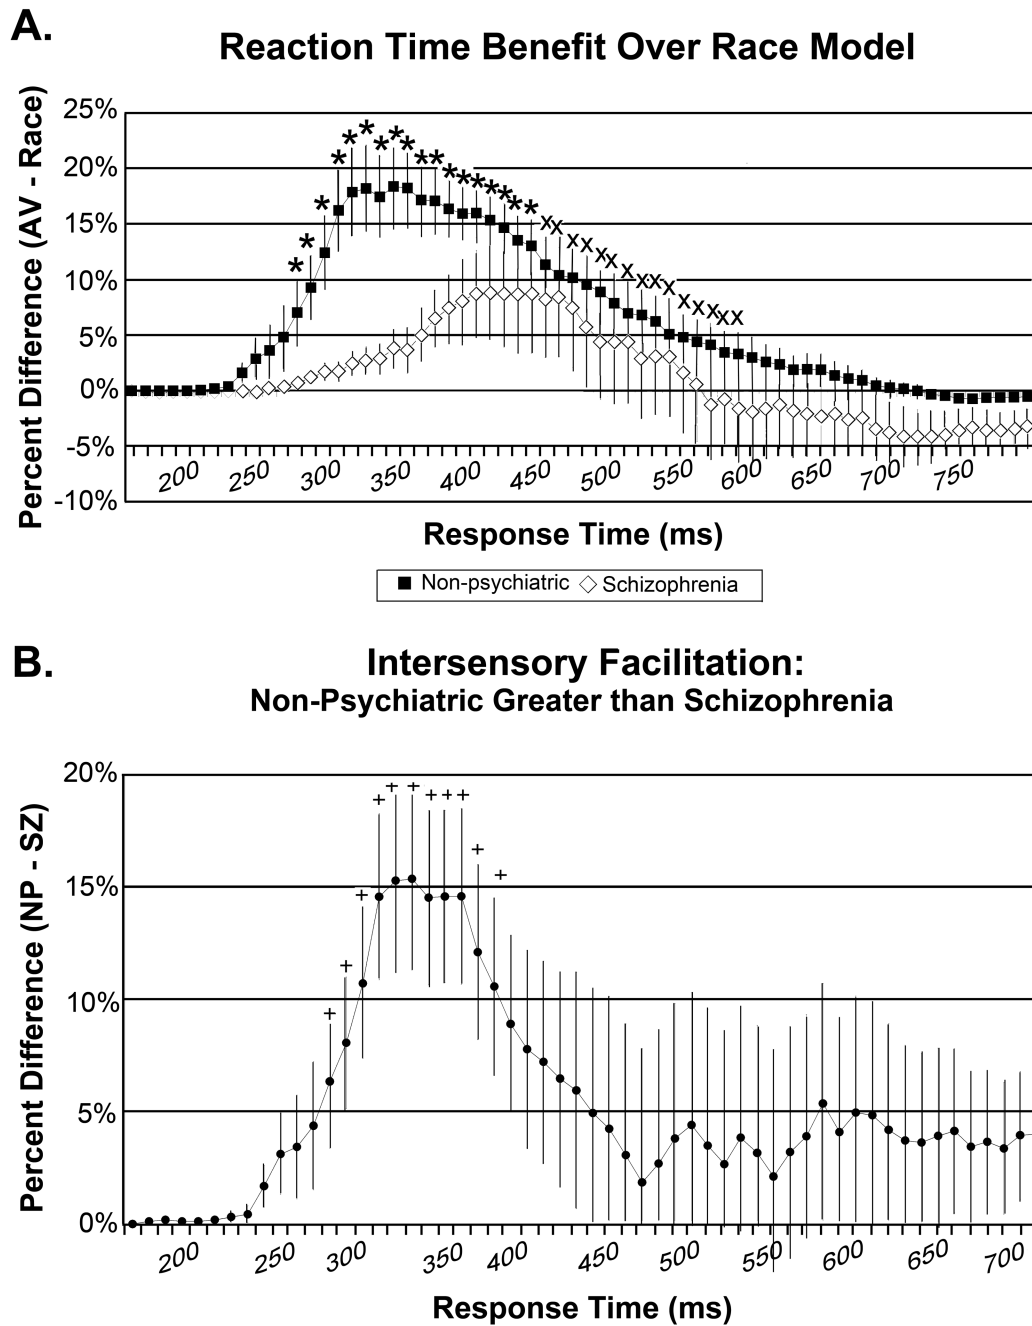 A.
Reaction Time Benefit Over Race Model
Percent Difference (AV - Race)
25%
20%
15%
10%
5%
0%
-5%
-10%
200 250 300 350 400 450 500 550 600 650 700 750
Response Time (ms)
Non-psychiatric Schizophrenia
B.
Intersensory Facilitation:
Non-Psychiatric Greater than Schizophrenia
Percent Difference (NP - SZ)
20%
15%
10%
5%
0%
200 250 300 350 400 450 500 550 600 650 700
Response Time (ms)